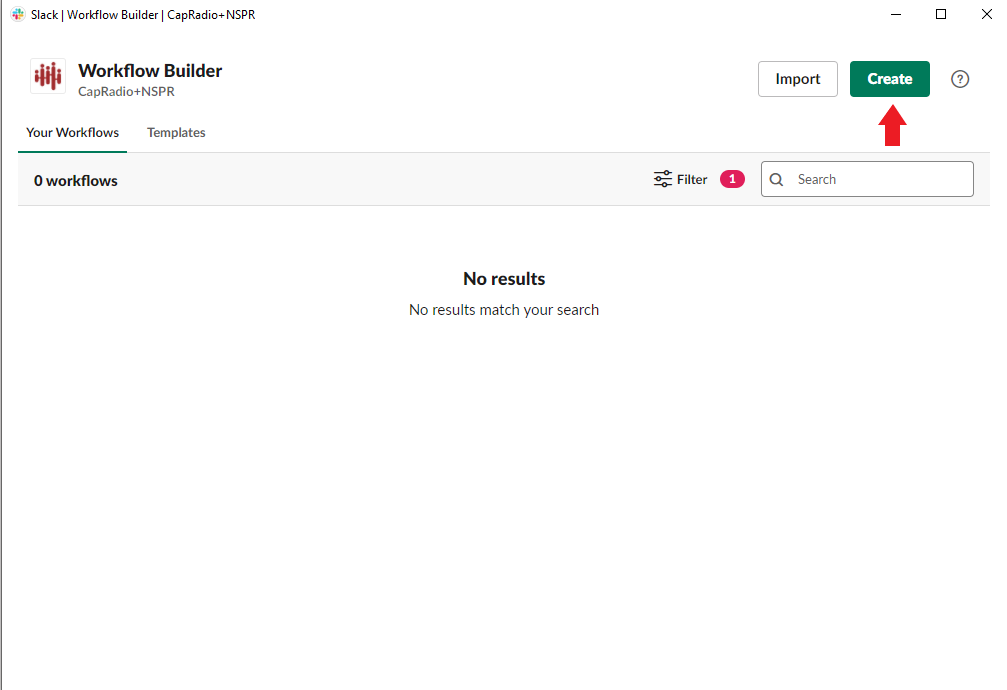 Slack | Workflow Builder | CapRadio+NSPR
Workflow Builder
CapRadio+NSPR
Import
Create
?
Your Workflows
Templates
0 workflows
Filter
1
Search
No results
No results match your search